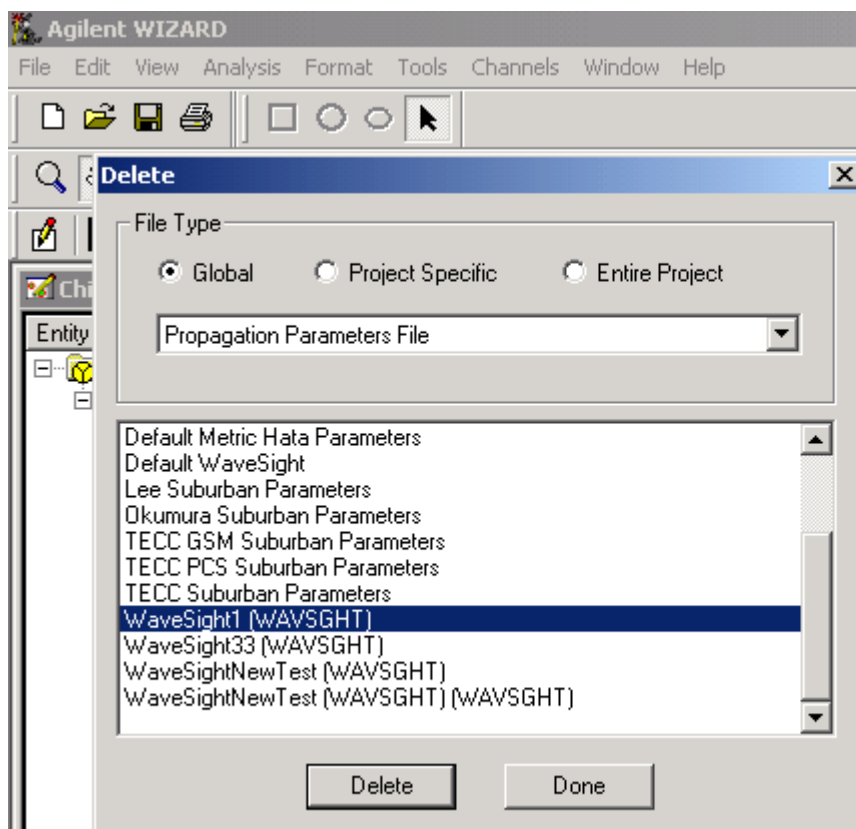 Agilent WIZARD
File Edit View Analysis Format Tools Channels Window Help
Delete
File Type
Global Project Specific Entire Project
Chi
Entity
Propagation Parameters File
Default Metric Hata Parameters
Default WaveSight
Lee Suburban Parameters
Okumura Suburban Parameters
TECC GSM Suburban Parameters
TECC PCS Suburban Parameters
TECC Suburban Parameters
WaveSight1 (WAVSGHT)
WaveSight33 (WAVSGHT)
WaveSightNewTest (WAVSGHT)
WaveSightNewTest (WAVSGHT) (WAVSGHT)
Delete Done